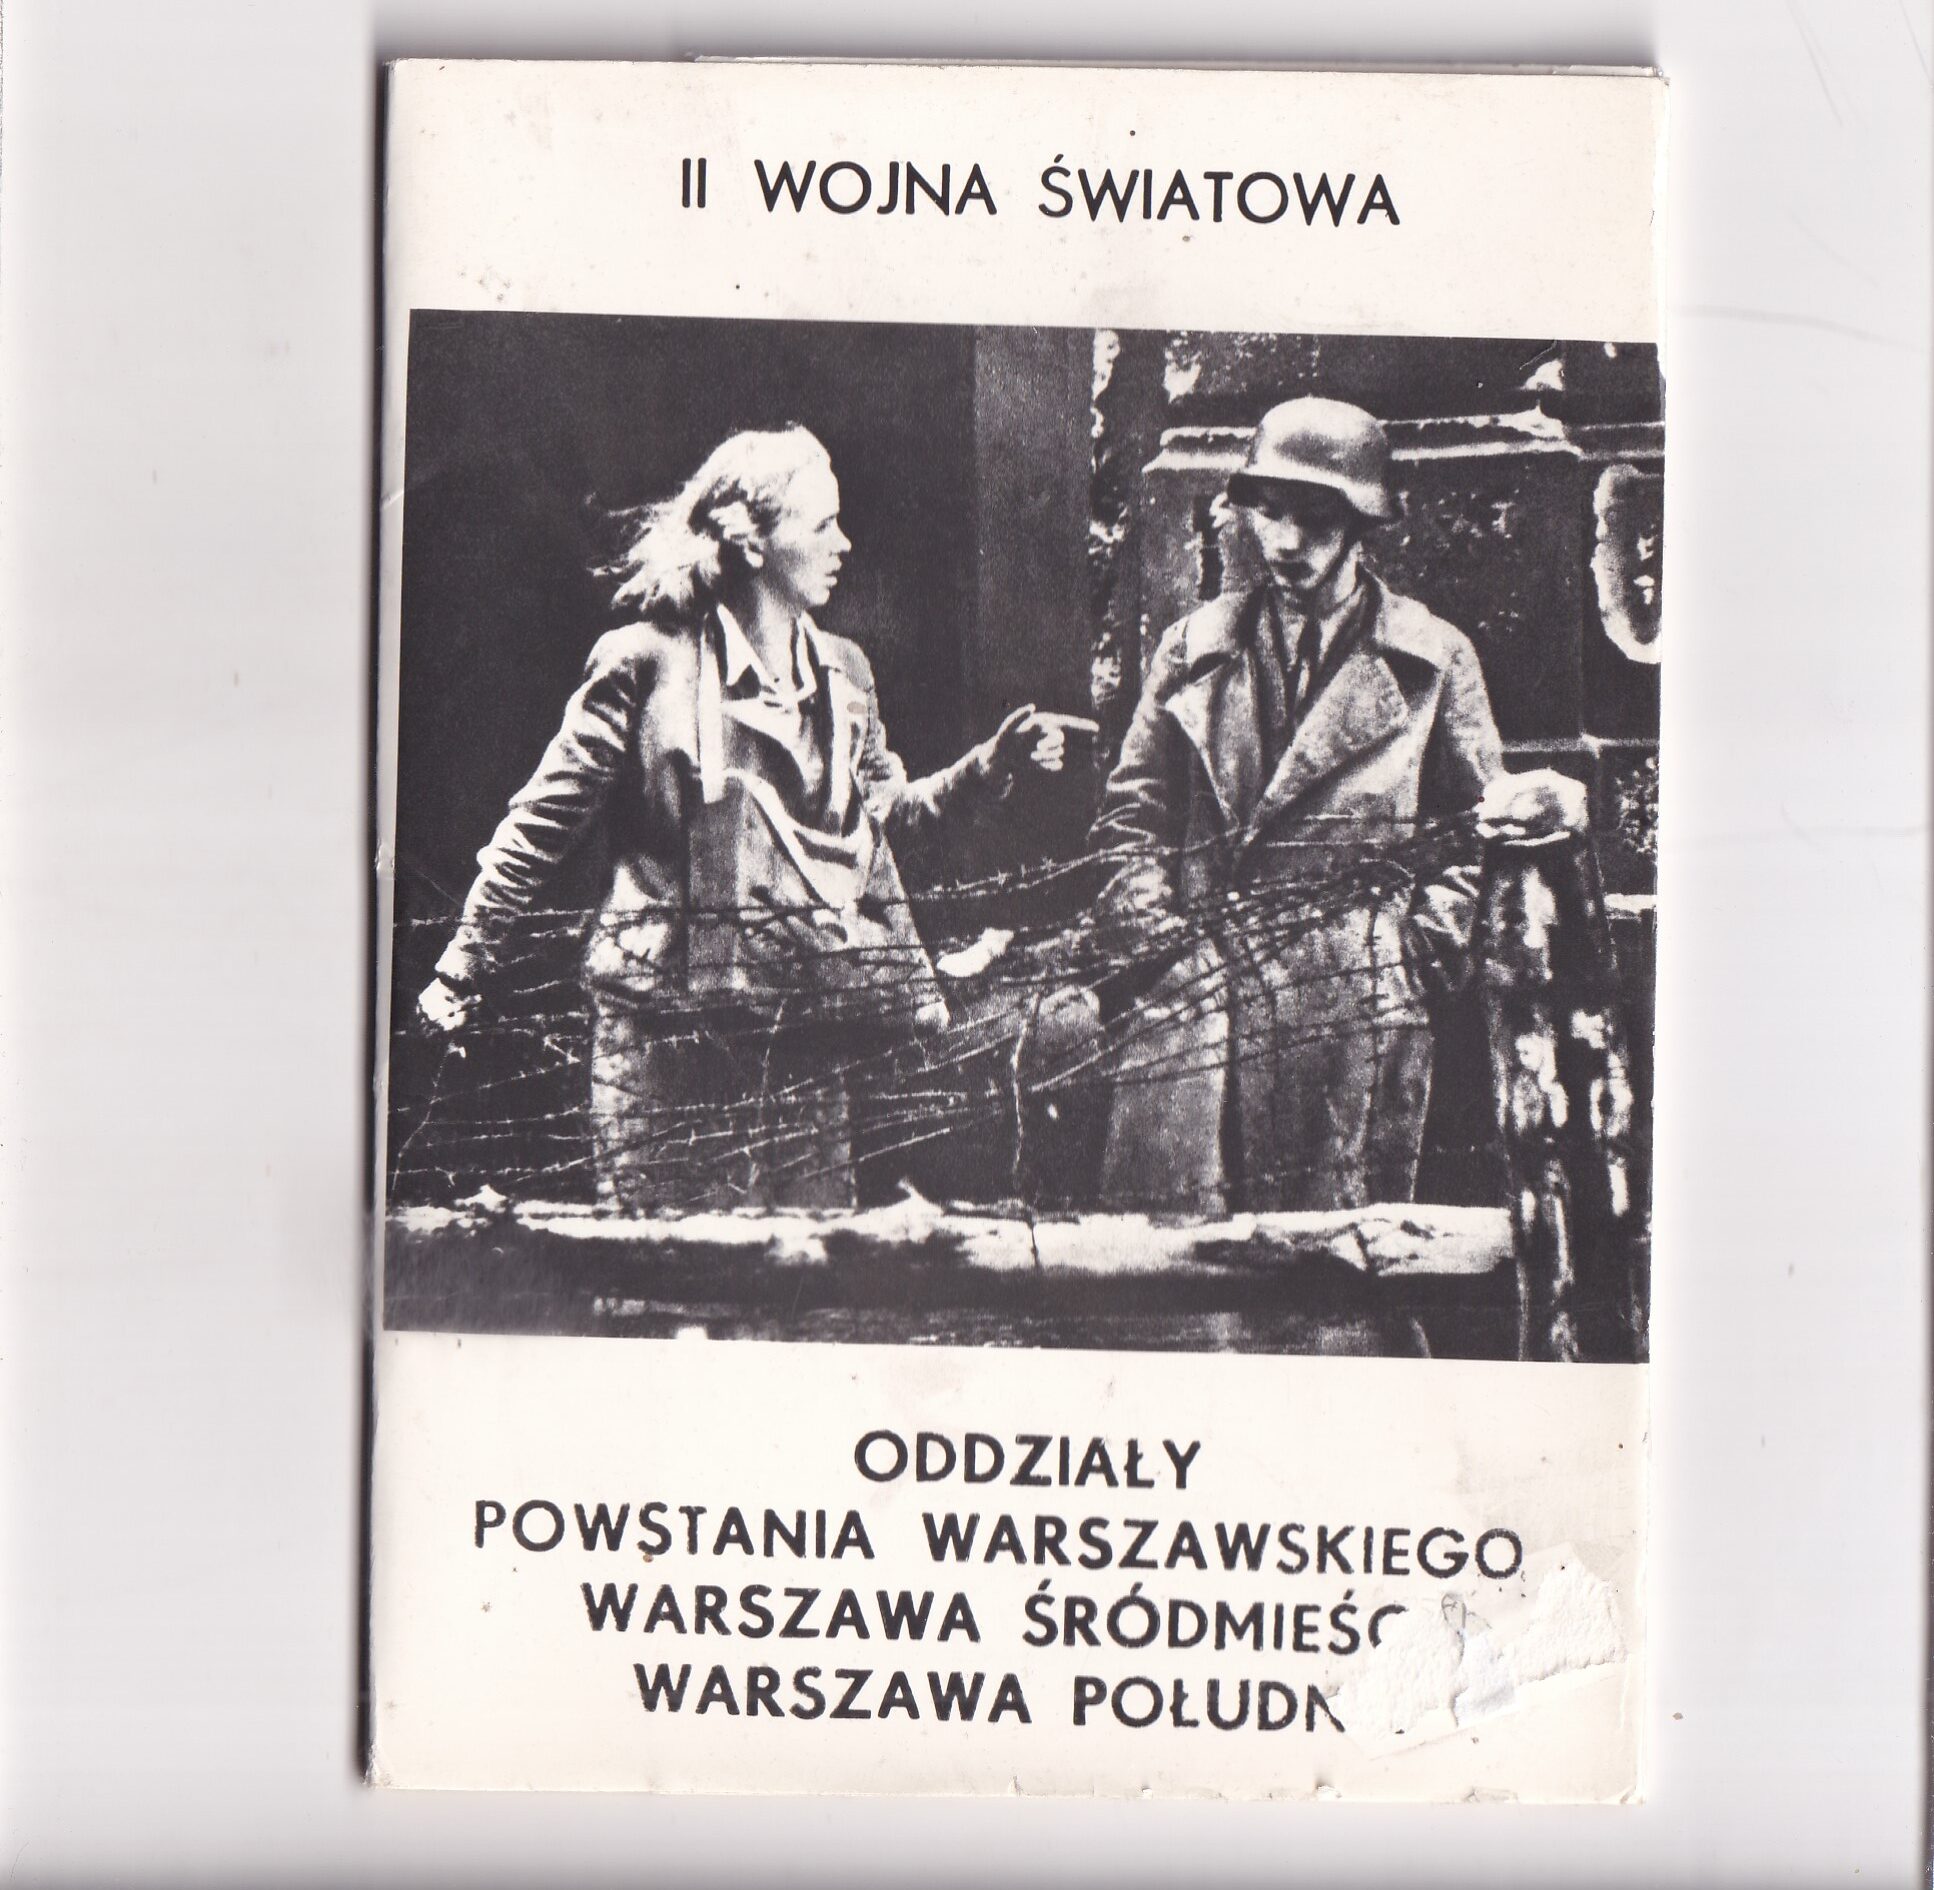 II WOJNA ŚWIATOWA
ODDZIAŁY
POWSTANIA WARSZAWSKIEGO
WARSZAWA ŚRÓDMIEŚC
WARSZAWA POŁUDN